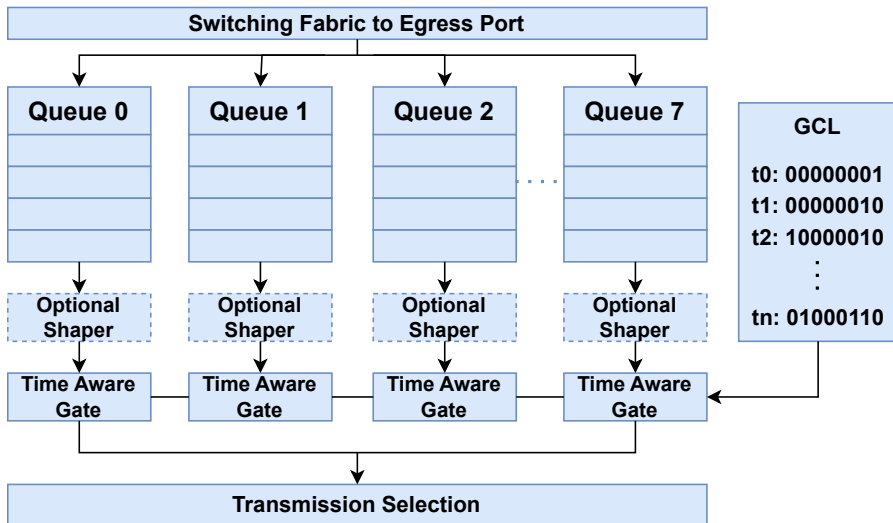 Switching Fabric to Egress Port
Queue 0
Queue 1
Queue 2
Queue 7
GCL
t0: 00000001
t1: 00000010
t2: 10000010
tn: 01000110
Optional
Shaper
Optional
Shaper
Optional
Shaper
Optional
Shaper
Time Aware
Gate
Time Aware
Gate
Time Aware
Gate
Time Aware
Gate
Transmission Selection